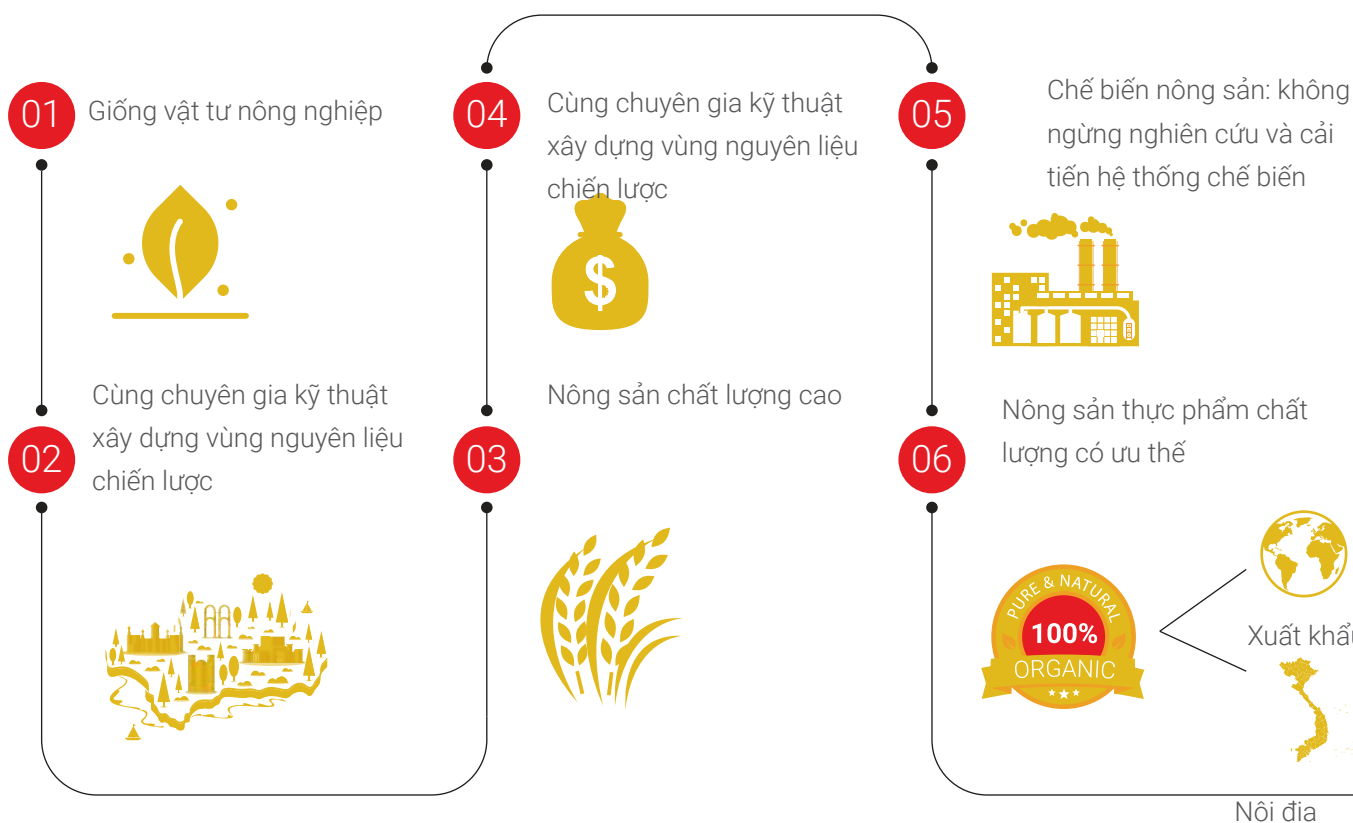 01
Giống vật tư nông nghiệp
02
Cùng chuyên gia kỹ thuật
xây dựng vùng nguyên liệu
chiến lược
03
Nông sản chất lượng cao
04
Cùng chuyên gia kỹ thuật
xây dựng vùng nguyên liệu
chiến lược
$
05
Chế biến nông sản: không
ngừng nghiên cứu và cải
tiến hệ thống chế biến
06
Nông sản thực phẩm chất
lượng có ưu thế
PURE & NATURAL
100%
ORGANIC
Xuất khẩu
Nội địa